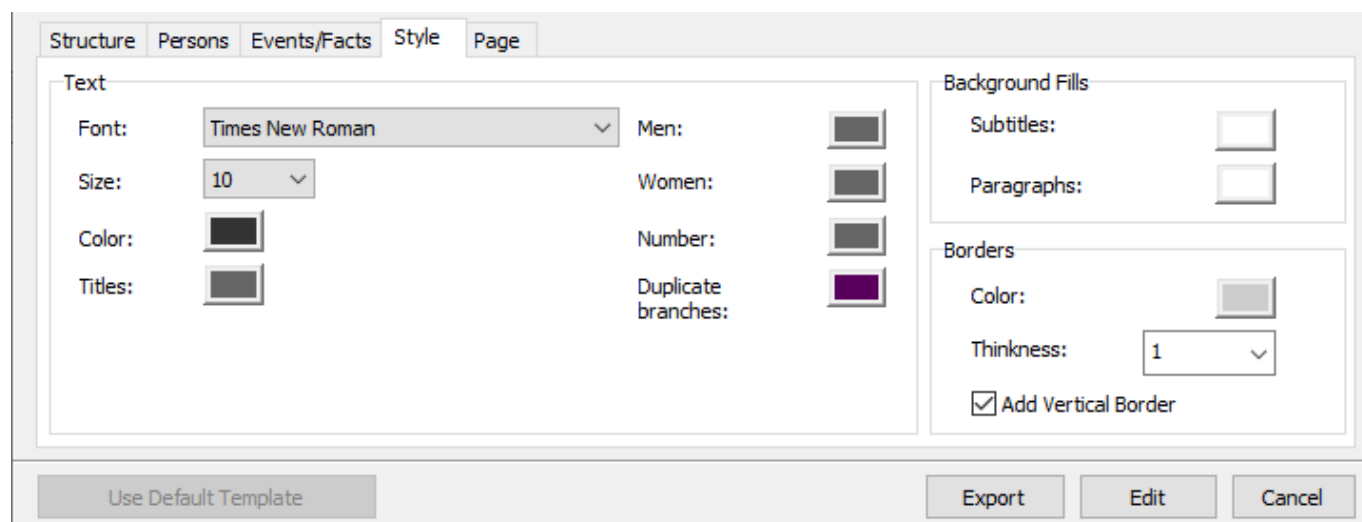 Structure Persons Events/Facts Style Page
Text
Font: Times New Roman
Size: 10
Color:
Titles:
Men:
Women:
Number:
Duplicate
branches:
Background Fills
Subtitles:
Paragraphs:
Borders
Color:
Thinkness: 1
Add Vertical Border
Use Default Template Export Edit Cancel